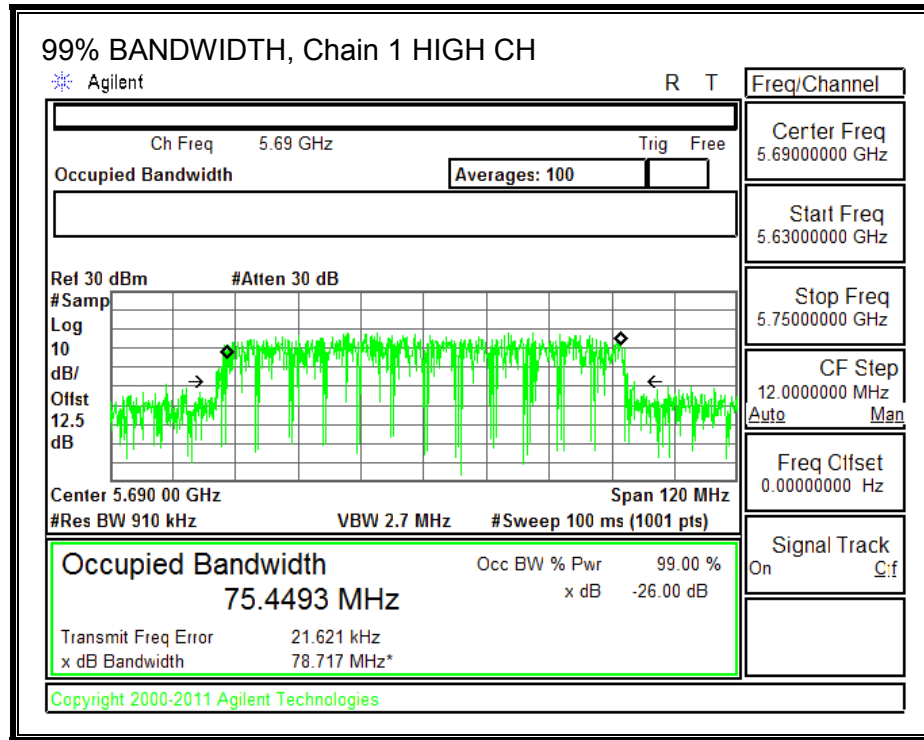 99% BANDWIDTH, Chain 1 HIGH CH
Agilent R T
Freq/Channel
Ch Freq 5.69 GHz Trig Free
Occupied Bandwidth Averages: 100
Center Freq
5.69000000 GHz
Start Freq
5.63000000 GHz
Stop Freq
5.75000000 GHz
CF Step
12.0000000 MHz
Auto Man
Freq Offset
0.00000000 Hz
Signal Track
On Off
Ref 30 dBm #Atten 30 dB
#Samp
Log
10
dB/
Offst
12.5
dB
Center 5.690 00 GHz Span 120 MHz
#Res BW 910 kHz VBW 2.7 MHz #Sweep 100 ms (1001 pts)
Occupied Bandwidth Occ BW % Pwr 99.00 %
75.4493 MHz x dB -26.00 dB
Transmit Freq Error 21.621 kHz
x dB Bandwidth 78.717 MHz*
Copyright 2000-2011 Agilent Technologies